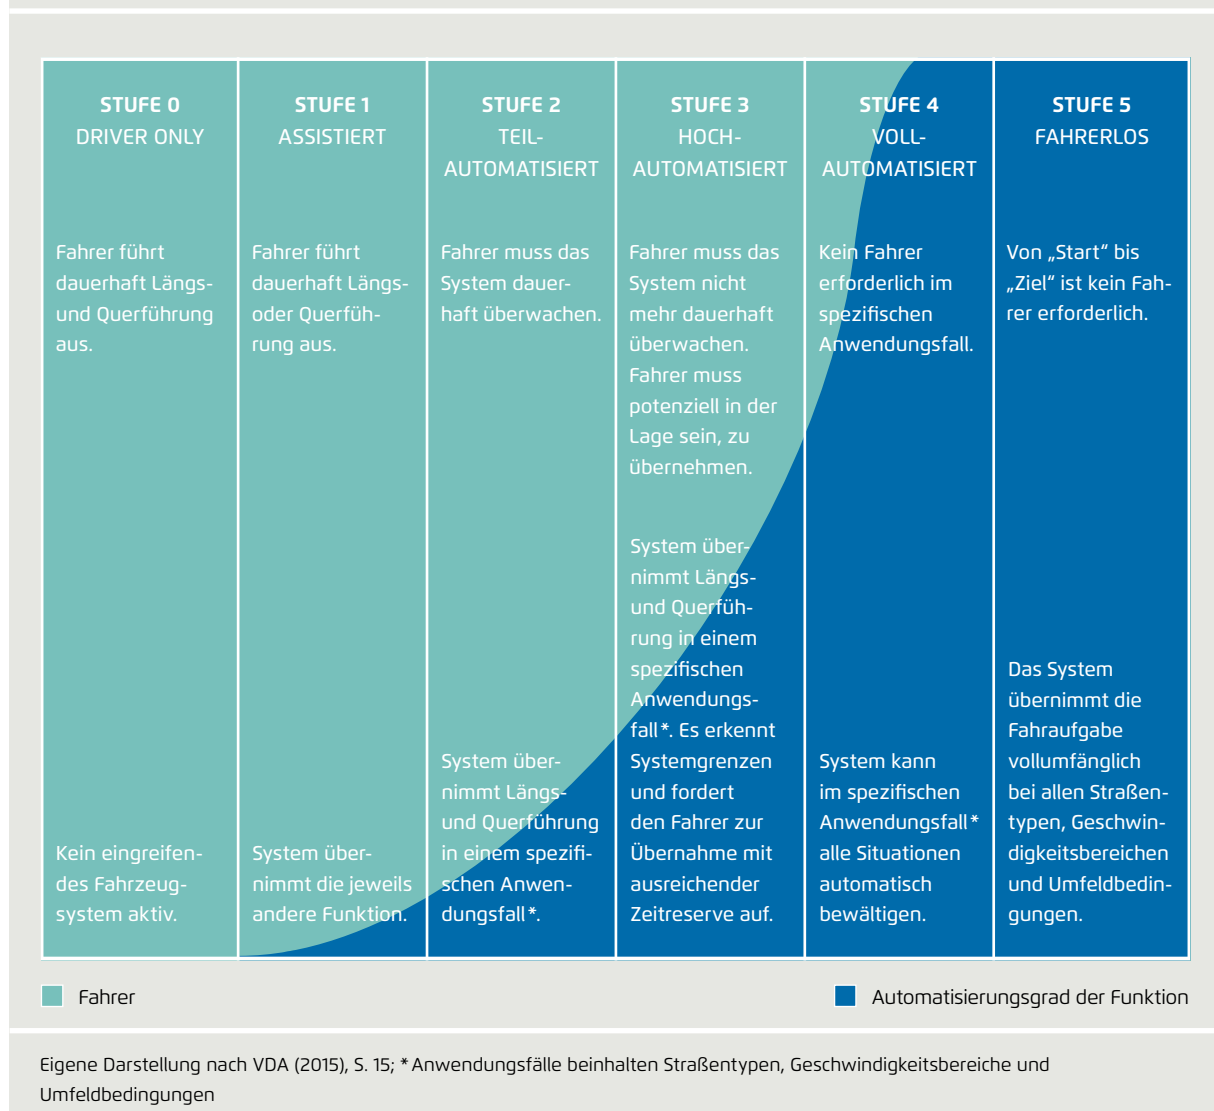 STUFE 0
DRIVER ONLY
Fahrer führt
dauerhaft Längs-
und Querführung
aus.
Kein eingreifen-
des Fahrzeug-
system aktiv.
STUFE 1
ASSISTIERT
Fahrer führt
dauerhaft Längs-
oder Querfüh-
rung aus.
System über-
nimmt die jeweils
andere Funktion.
STUFE 2
TEIL-
AUTOMATISIERT
Fahrer muss das
System dauer-
haft überwachen.
System über-
nimmt Längs-
und Querführung
in einem spezifi-
schen Anwen-
dungsfall*.
STUFE 3
HOCH-
AUTOMATISIERT
Fahrer muss das
System nicht
mehr dauerhaft
überwachen.
Fahrer muss
potenziell in der
Lage sein, zu
übernehmen.
System über-
nimmt Längs-
und Querfüh-
rung in einem
spezifischen
Anwendungs-
fall*. Es erkennt
Systemgrenzen
und fordert
den Fahrer zur
Übernahme mit
ausreichender
Zeitreserve auf.
STUFE 4
VOLL-
AUTOMATISIERT
Kein Fahrer
erforderlich im
spezifischen
Anwendungsfall.
System kann
im spezifischen
Anwendungsfall*
alle Situationen
automatisch
bewältigen.
STUFE 5
FAHRERLOS
Von „Start“ bis
„Ziel“ ist kein Fah-
rer erforderlich.
Das System
übernimmt die
Fahraufgabe
vollumfänglich
bei allen Straßen-
typen, Geschwin-
digkeitsbereichen
und Umfeldbedin-
gungen.
Fahrer
Automatisierungsgrad der Funktion
Eigene Darstellung nach VDA (2015), S. 15; *Anwendungsfälle beinhalten Straßentypen, Geschwindigkeitsbereiche und
Umfeldbedingungen